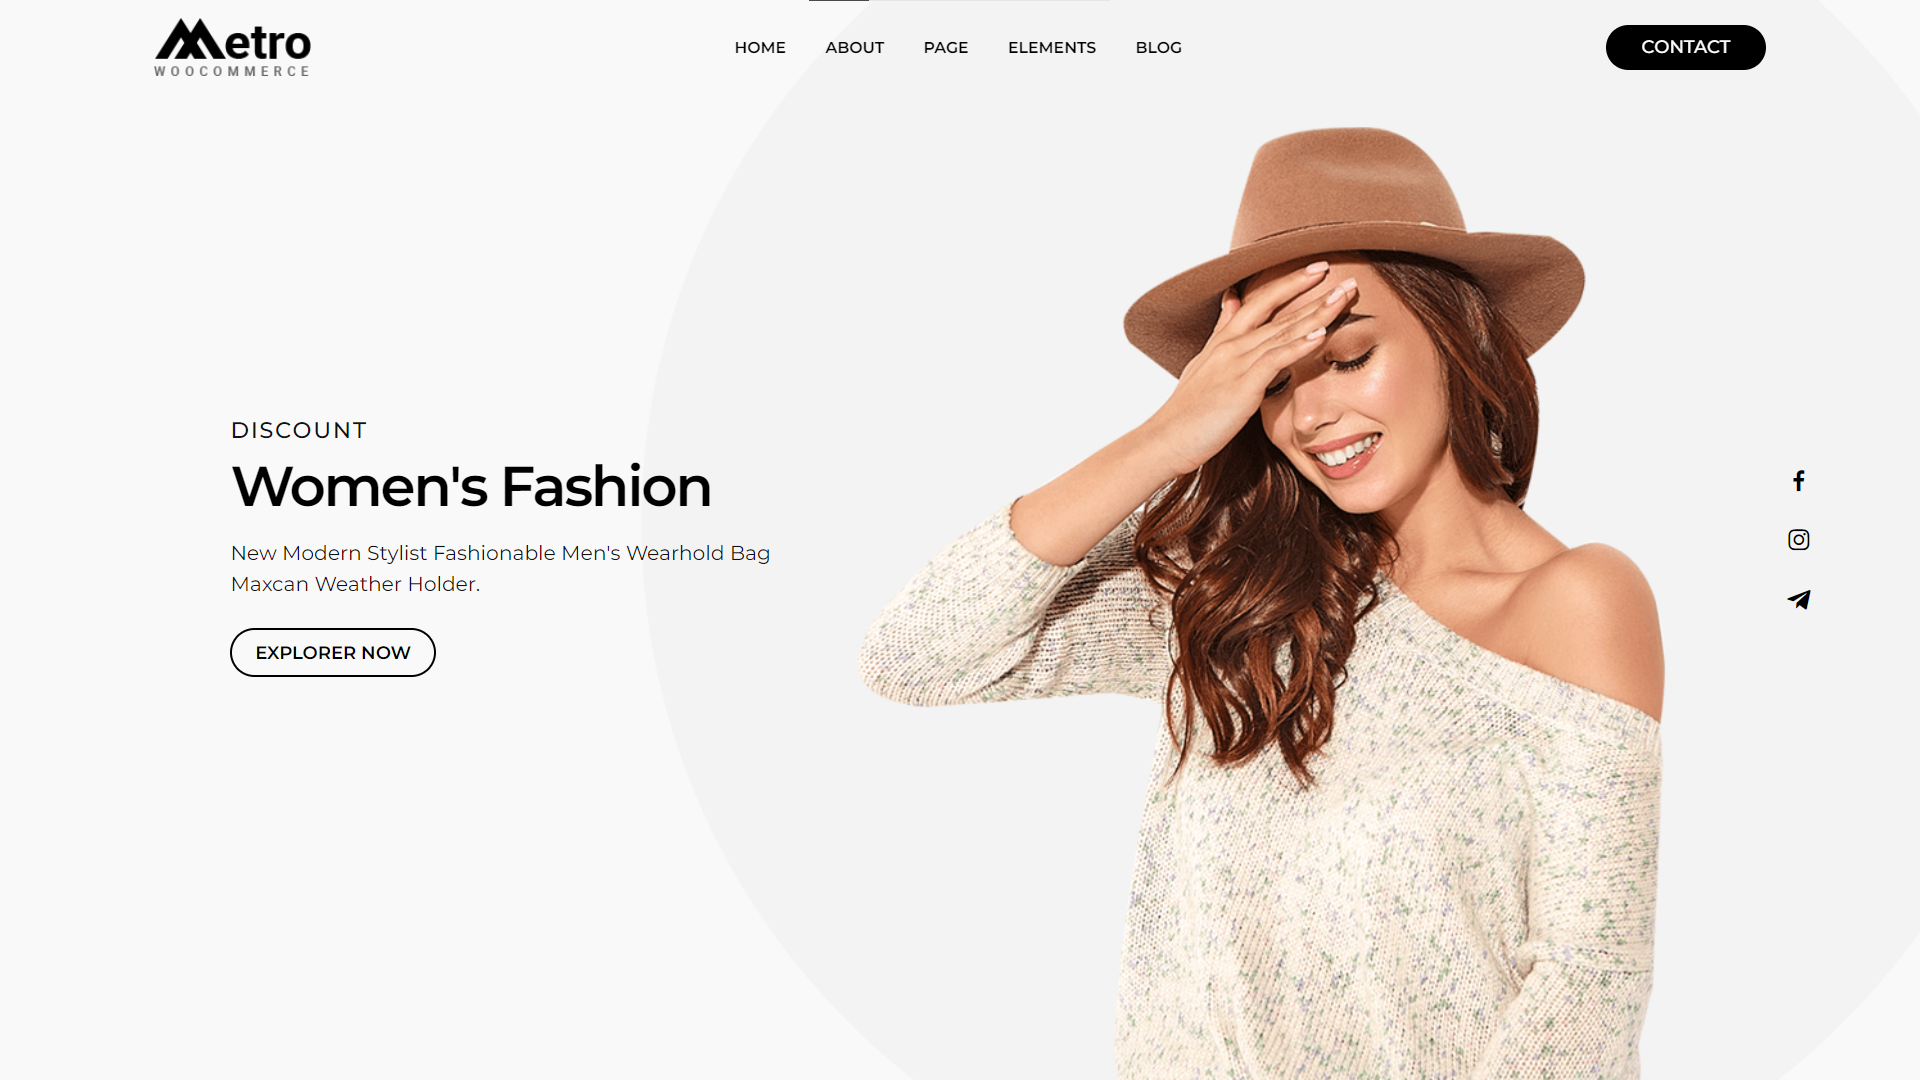 Metro
WOOCOMMERCE
HOME ABOUT PAGE ELEMENTS BLOG
CONTACT
DISCOUNT
Women's Fashion
New Modern Stylist Fashionable Men's Wearhold Bag
Maxcan Weather Holder.
EXPLORER NOW